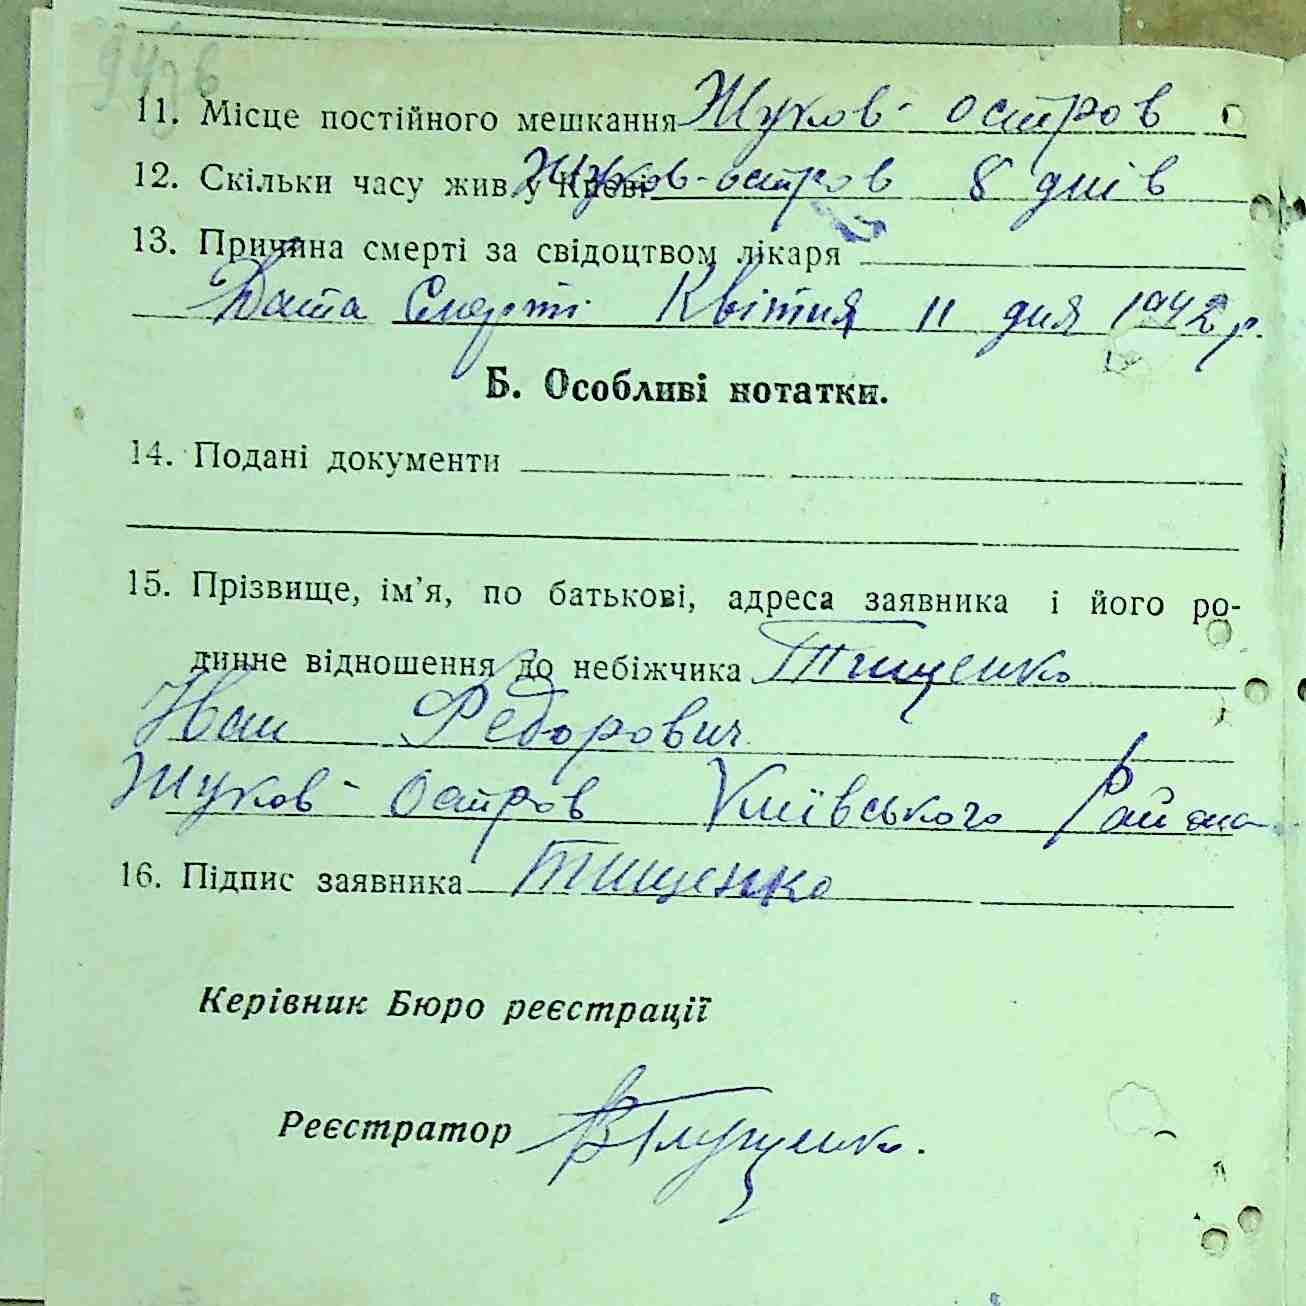 11. Місце постійного мешкання Жуков-остров
12. Скільки часу жив у Києві Жуков-остров 8 днів
13. Причина смерті за свідоцтвом лікаря
Дата Смерті Квітня 11 дня 1942 р.
Б. Особливі нотатки.
14. Подані документи
15. Прізвище, ім'я, по батькові, адреса заявника і його ро-
динне відношення до небіжчика Тищенко
Федорович
Жуков-Остров Київського Района
16. Підпис заявника Тищенко
Керівник Бюро реєстрації
Реєстратор